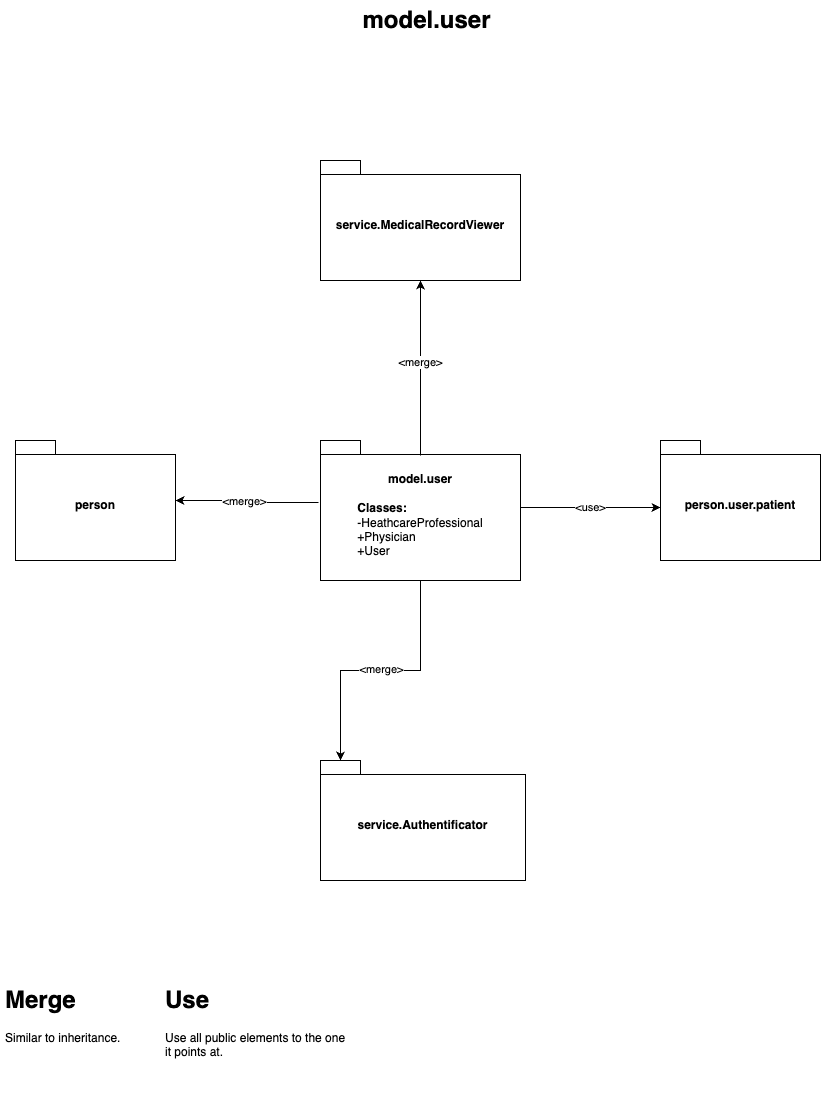 model.user
service.MedicalRecordViewer
<merge>
person
<merge>
model.user
Classes:
-HeathcareProfessional
+Physician
+User
<use>
person.user.patient
<merge>
service.Authentificator
Merge
Similar to inheritance.
Use
Use all public elements to the one
it points at.